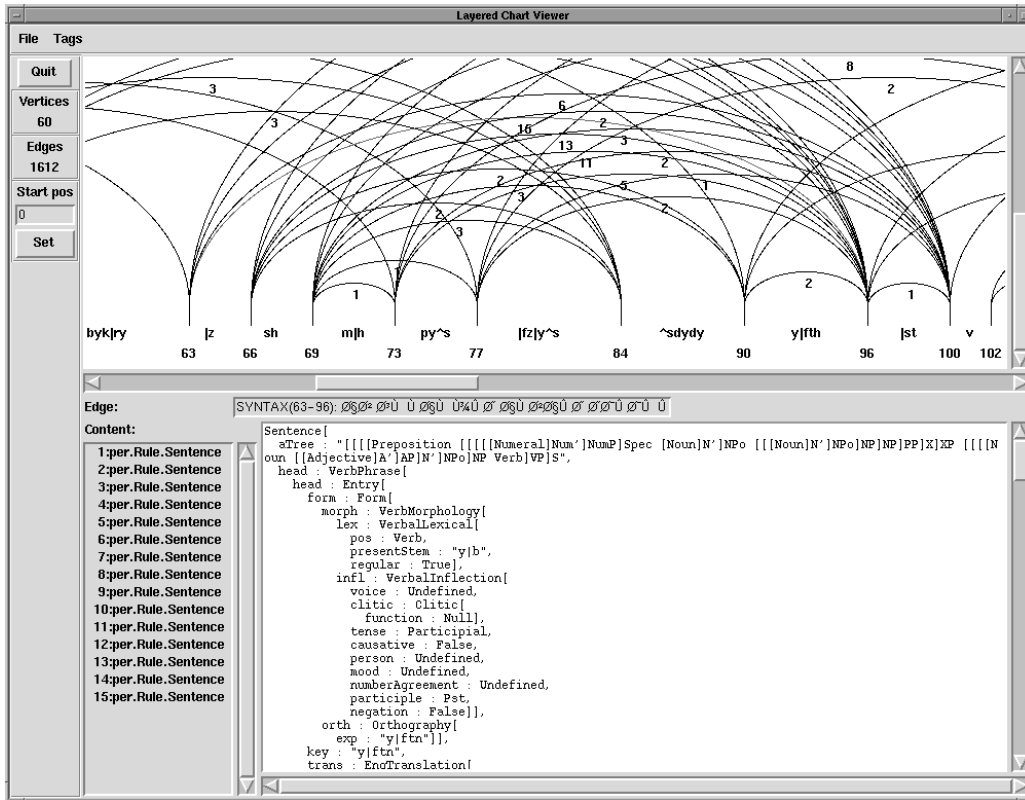 Layered Chart Viewer
File Tags
Quit
Vertices
60
Edges
1612
Start pos
0
Set
8
3
2
6
3
16
2
13
3
11
2
2
5
1
3
2
2
3
1
1
2
1
byk|ry |z sh m|h py^s |fz|y^s ^sdydy y|fth |st v
63 66 69 73 77 84 90 96 100 102
Edge:
SYNTAX(63-96):
Content:
1:per.Rule.Sentence
2:per.Rule.Sentence
3:per.Rule.Sentence
4:per.Rule.Sentence
5:per.Rule.Sentence
6:per.Rule.Sentence
7:per.Rule.Sentence
8:per.Rule.Sentence
9:per.Rule.Sentence
10:per.Rule.Sentence
11:per.Rule.Sentence
12:per.Rule.Sentence
13:per.Rule.Sentence
14:per.Rule.Sentence
15:per.Rule.Sentence
Sentence[
aTree : "[[[[Preposition [[[[[Numeral]Num']NumP]Spec [Noun]N']NPo [[[Noun]N']NPo]NP]NP]PP]X]XP [[[[N
oun [[Adjective]A']AP]N']NPo]NP Verb]VP]S",
head : VerbPhrase[
head : Entry[
form : Form[
morph : VerbMorphology[
lex : VerbalLexical[
pos : Verb,
presentStem : "y|b",
regular : True],
infl : VerbalInflection[
voice : Undefined,
clitic : Clitic[
function : Null],
tense : Participial,
causative : False,
person : Undefined,
mood : Undefined,
numberAgreement : Undefined,
participle : Pst,
negation : False]],
orth : Orthography[
exp : "y|ftn"]],
key : "y|ftn",
trans : EngTranslation[